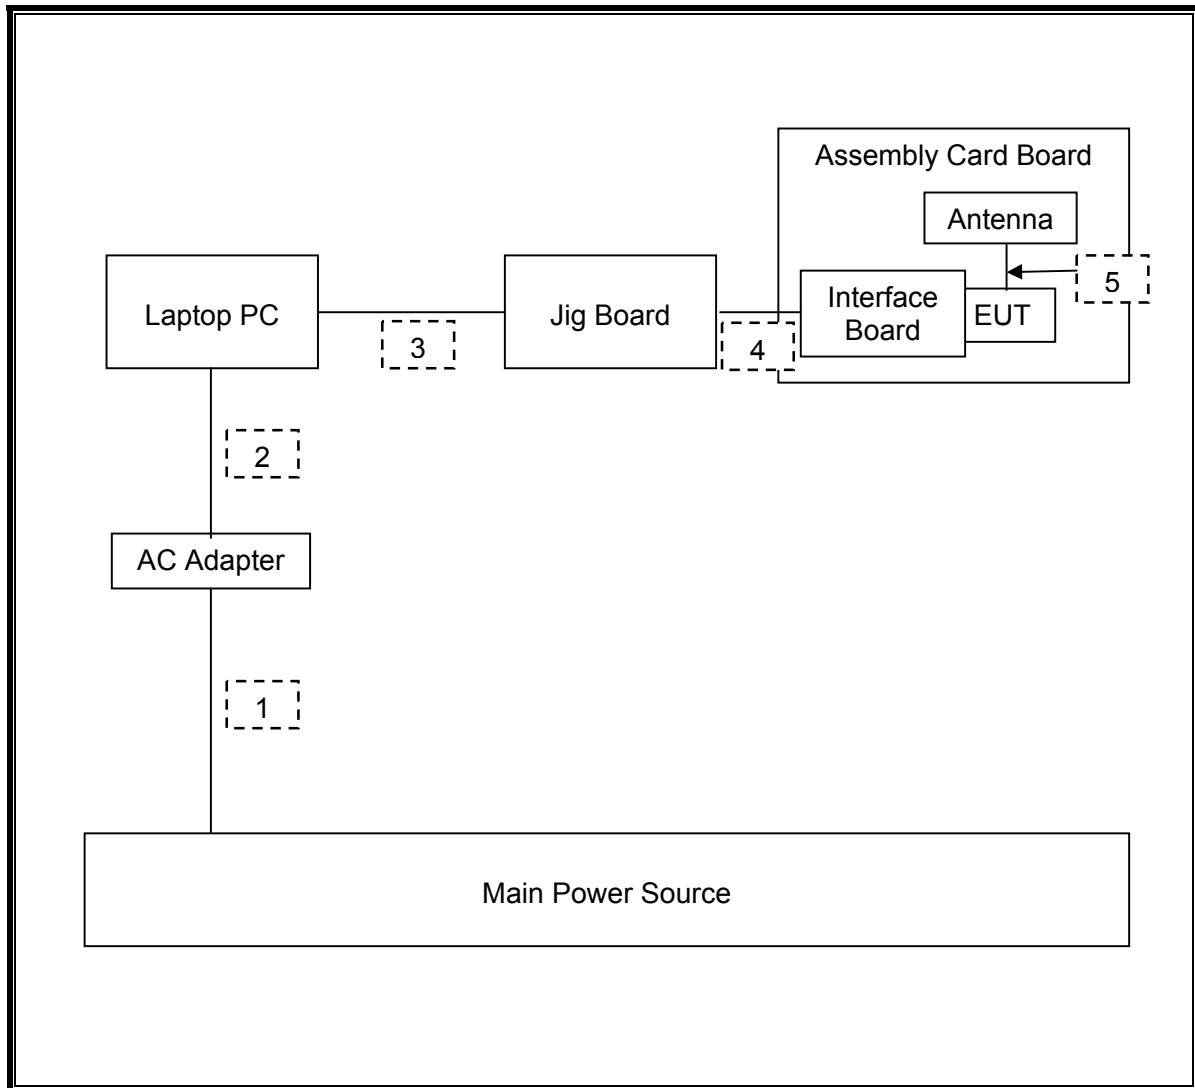 Assembly Card Board
Antenna
5
Laptop PC
Jig Board
Interface
Board
EUT
3
4
2
AC Adapter
1
Main Power Source